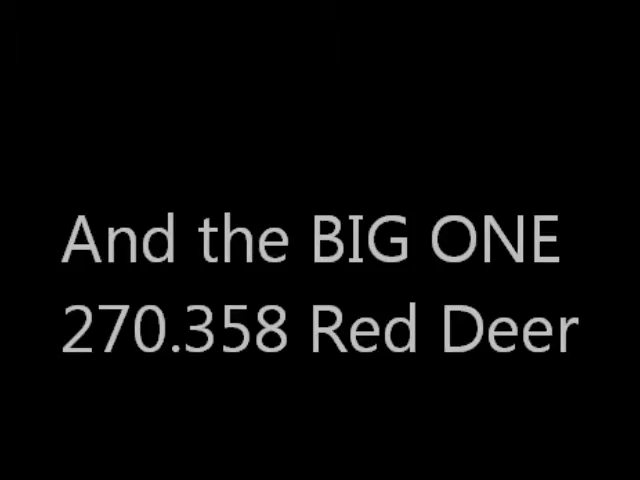 And the BIG ONE
270.358 Red Deer